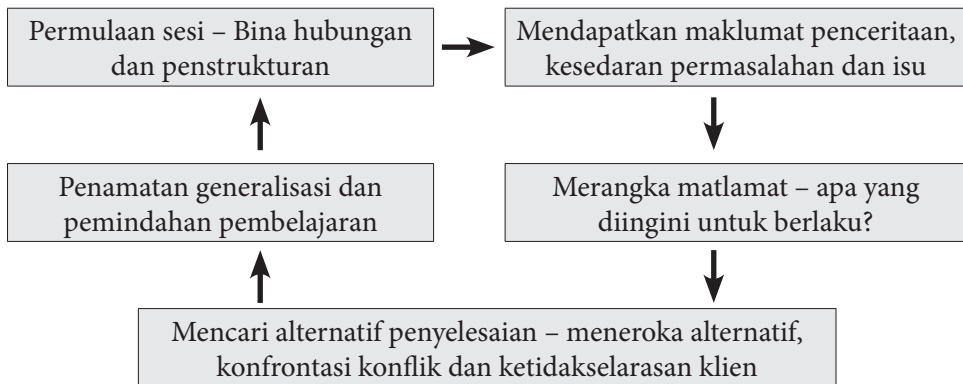 Permulaan sesi – Bina hubungan
dan penstrukturan
Mendapatkan maklumat penceritaan,
kesedaran permasalahan dan isu
Merangka matlamat – apa yang
diingini untuk berlaku?
Mencari alternatif penyelesaian – meneroka alternatif,
konfrontasi konflik dan ketidakselarasan klien
Penamatan generalisasi dan
pemindahan pembelajaran